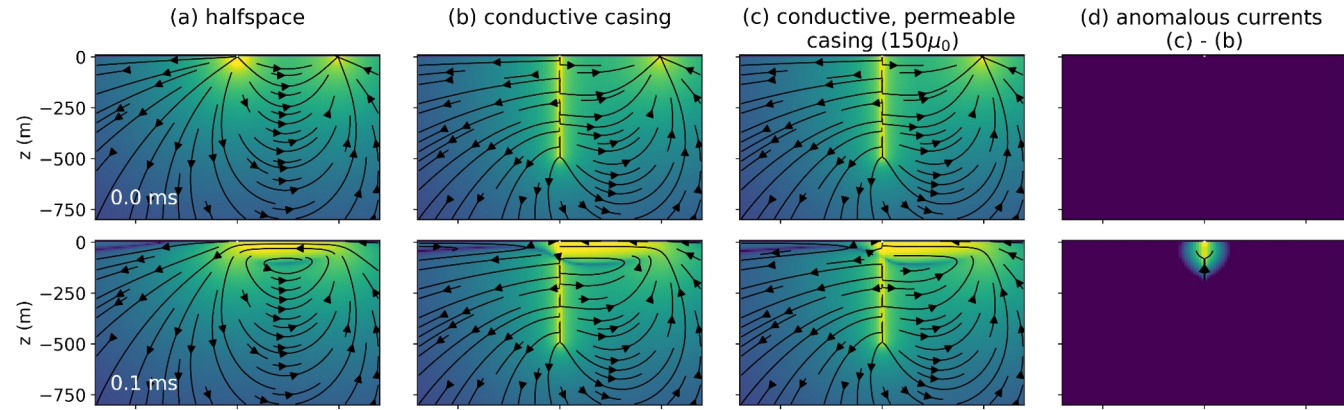 (a) halfspace
(b) conductive casing
(c) conductive, permeable
casing (150μ₀)
(d) anomalous currents
(c) - (b)
z (m)
0
−250
−500
−750
0.0 ms
z (m)
0
−250
−500
−750
0.1 ms